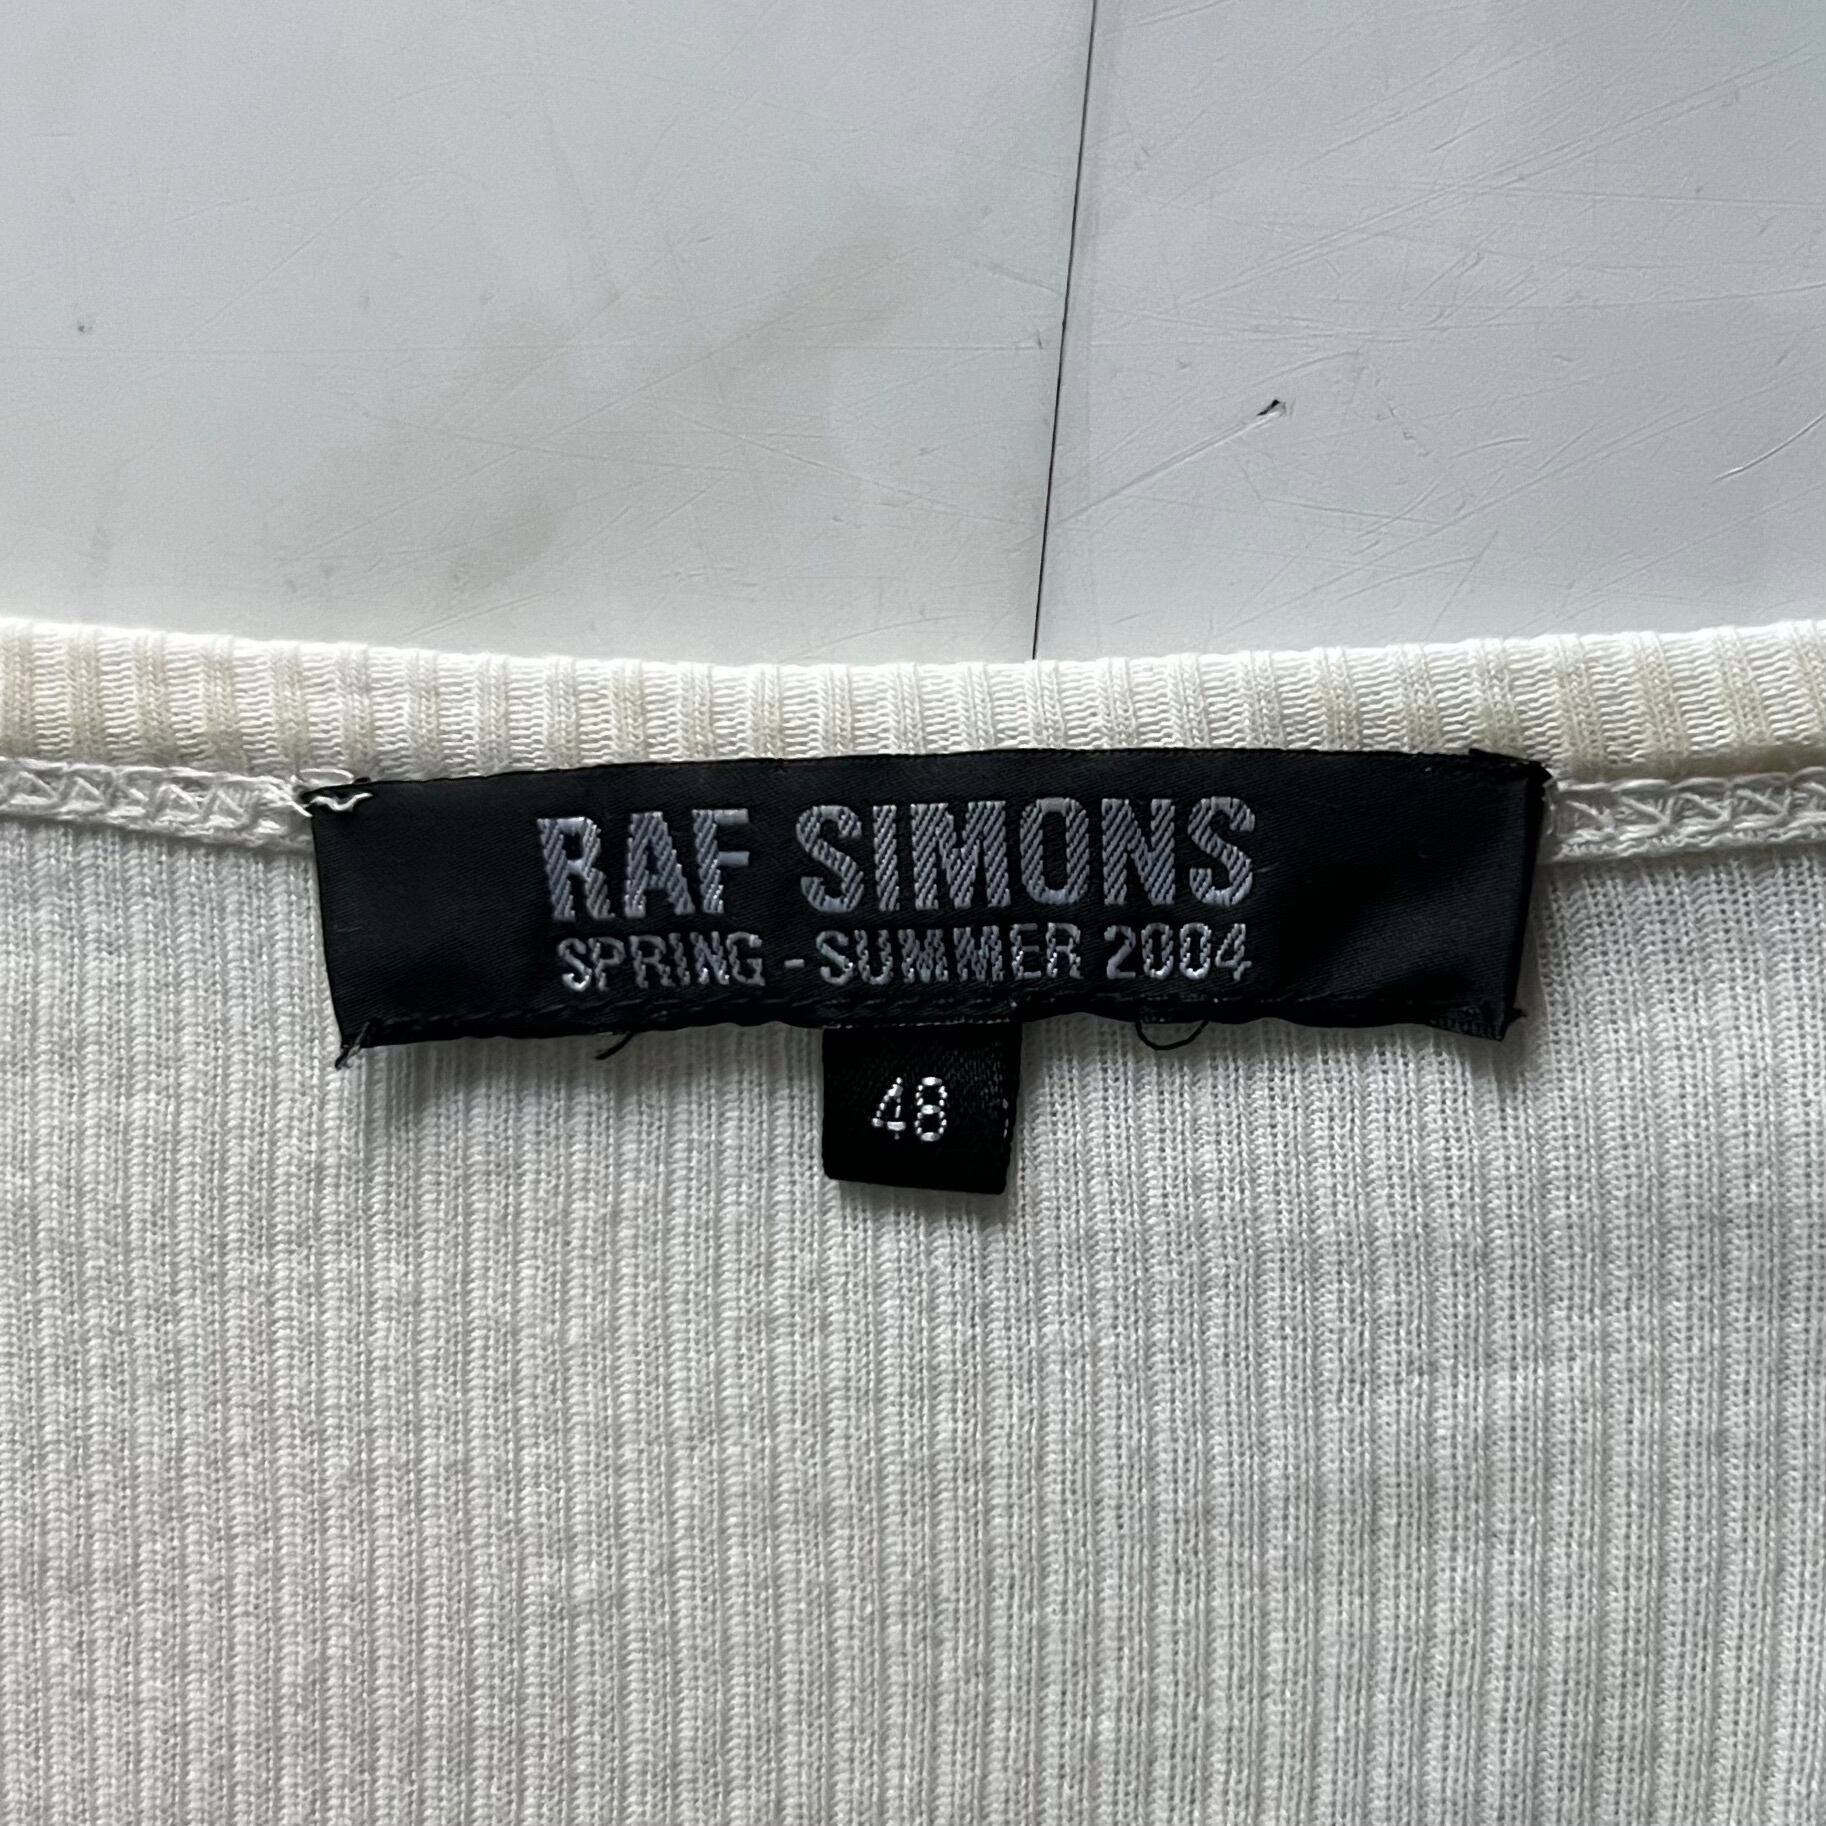 RAF SIMONS
SPRING - SUMMER 2004
48